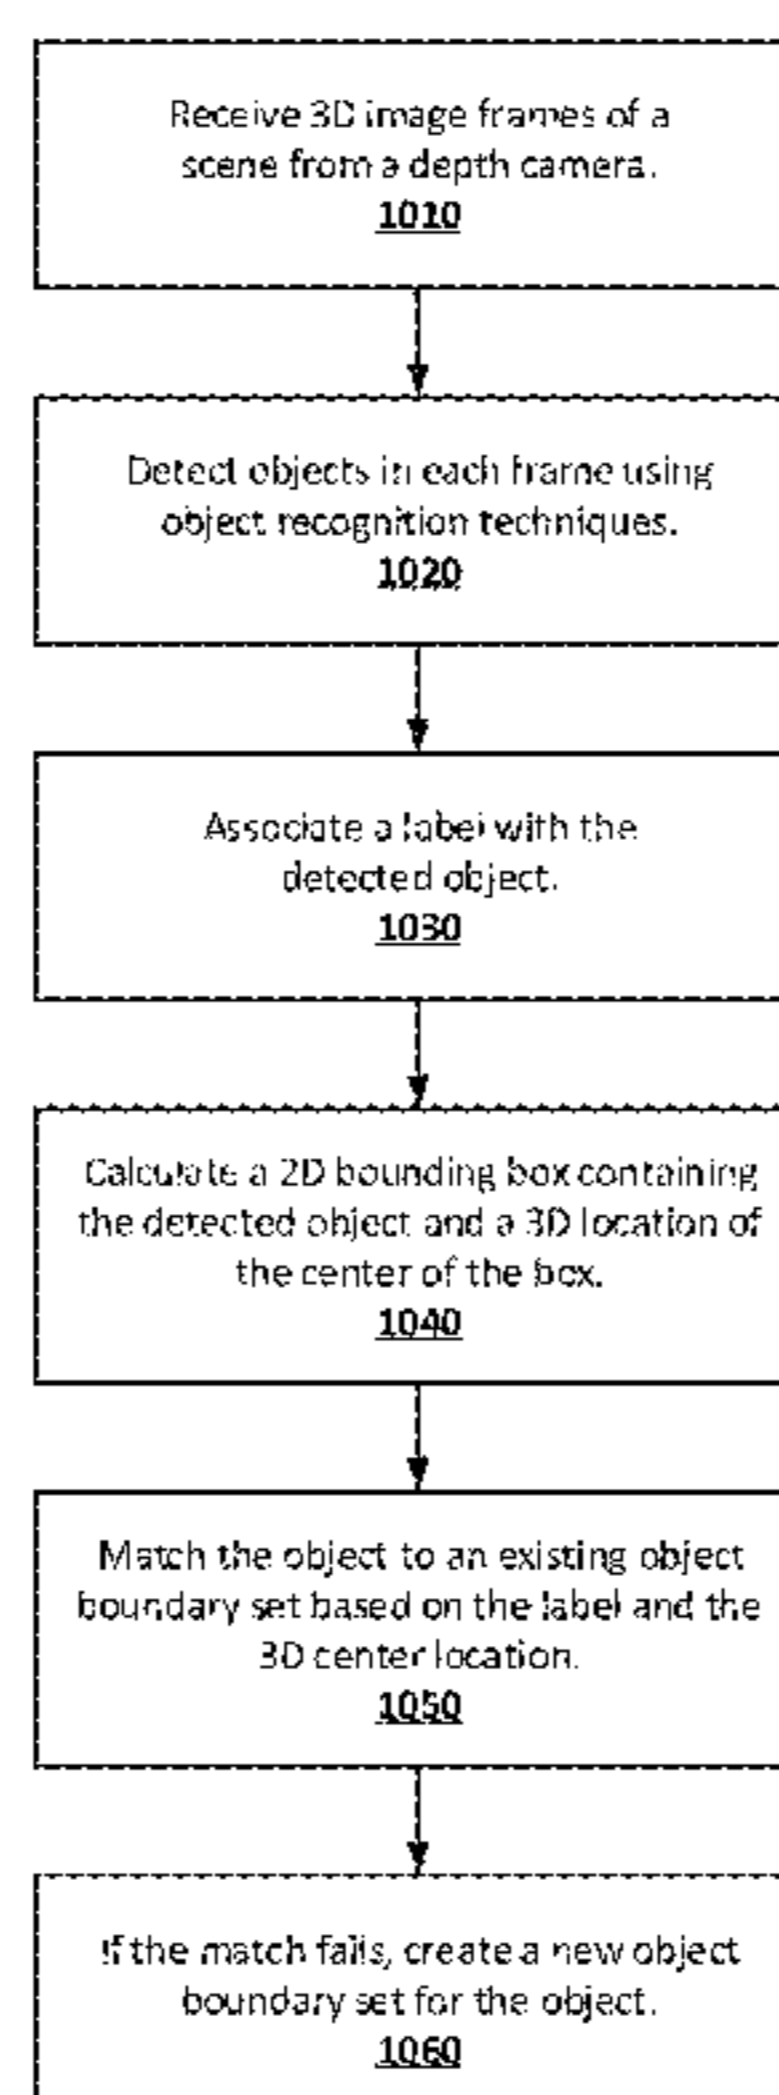 Receive 3D image frames of a
scene from a depth camera.
1010
Detect objects in each frame using
object recognition techniques.
1020
Associate a label with the
detected object.
1030
Calculate a 2D bounding box containing
the detected object and a 3D location of
the center of the box.
1040
Match the object to an existing object
boundary set based on the label and the
3D center location.
1050
If the match fails, create a new object
boundary set for the object.
1060